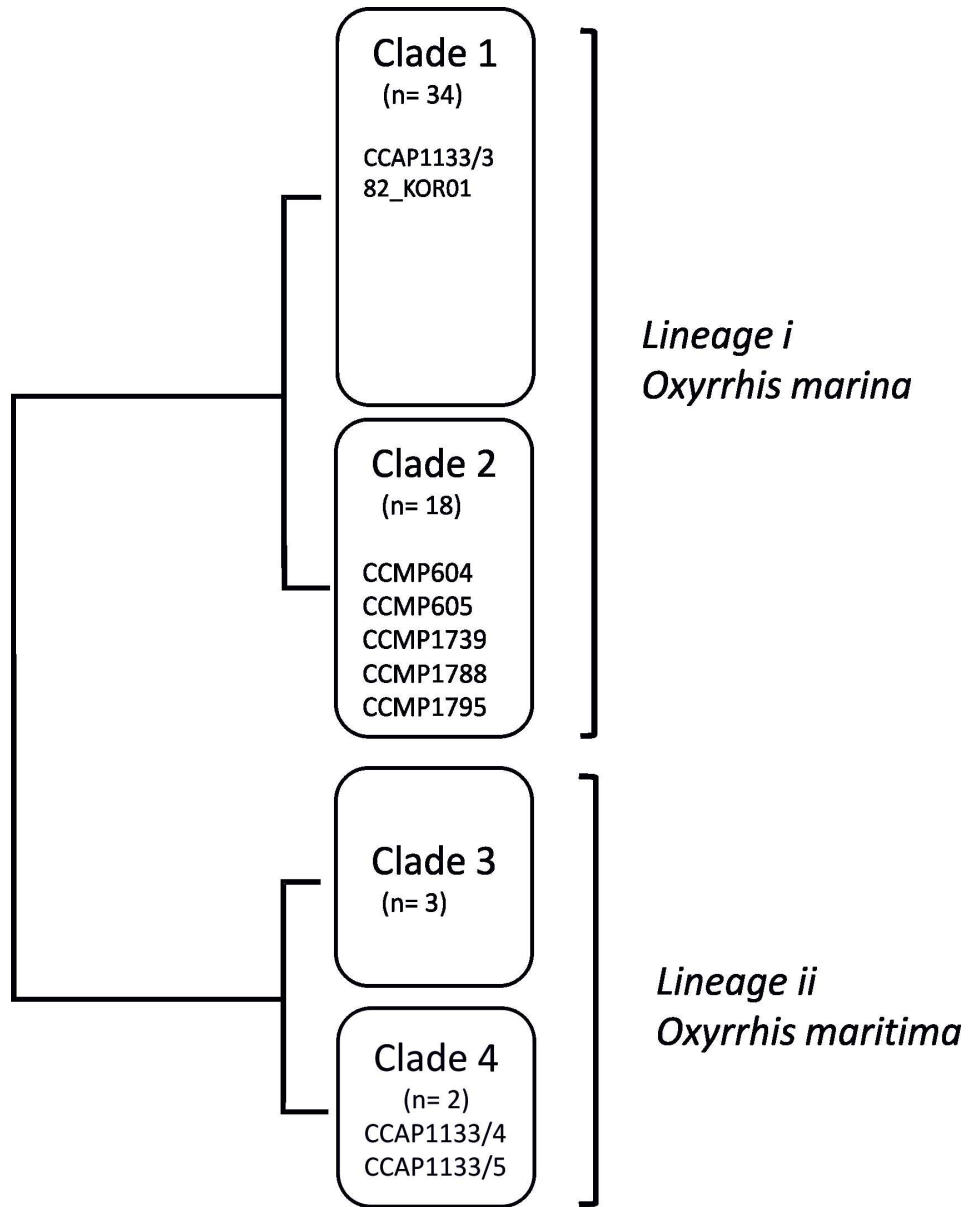 Clade 1
(n= 34)
CCAP1133/3
82_KOR01
Lineage i
Oxyrrhis marina
Clade 2
(n= 18)
CCMP604
CCMP605
CCMP1739
CCMP1788
CCMP1795
Clade 3
(n= 3)
Lineage ii
Oxyrrhis maritima
Clade 4
(n= 2)
CCAP1133/4
CCAP1133/5